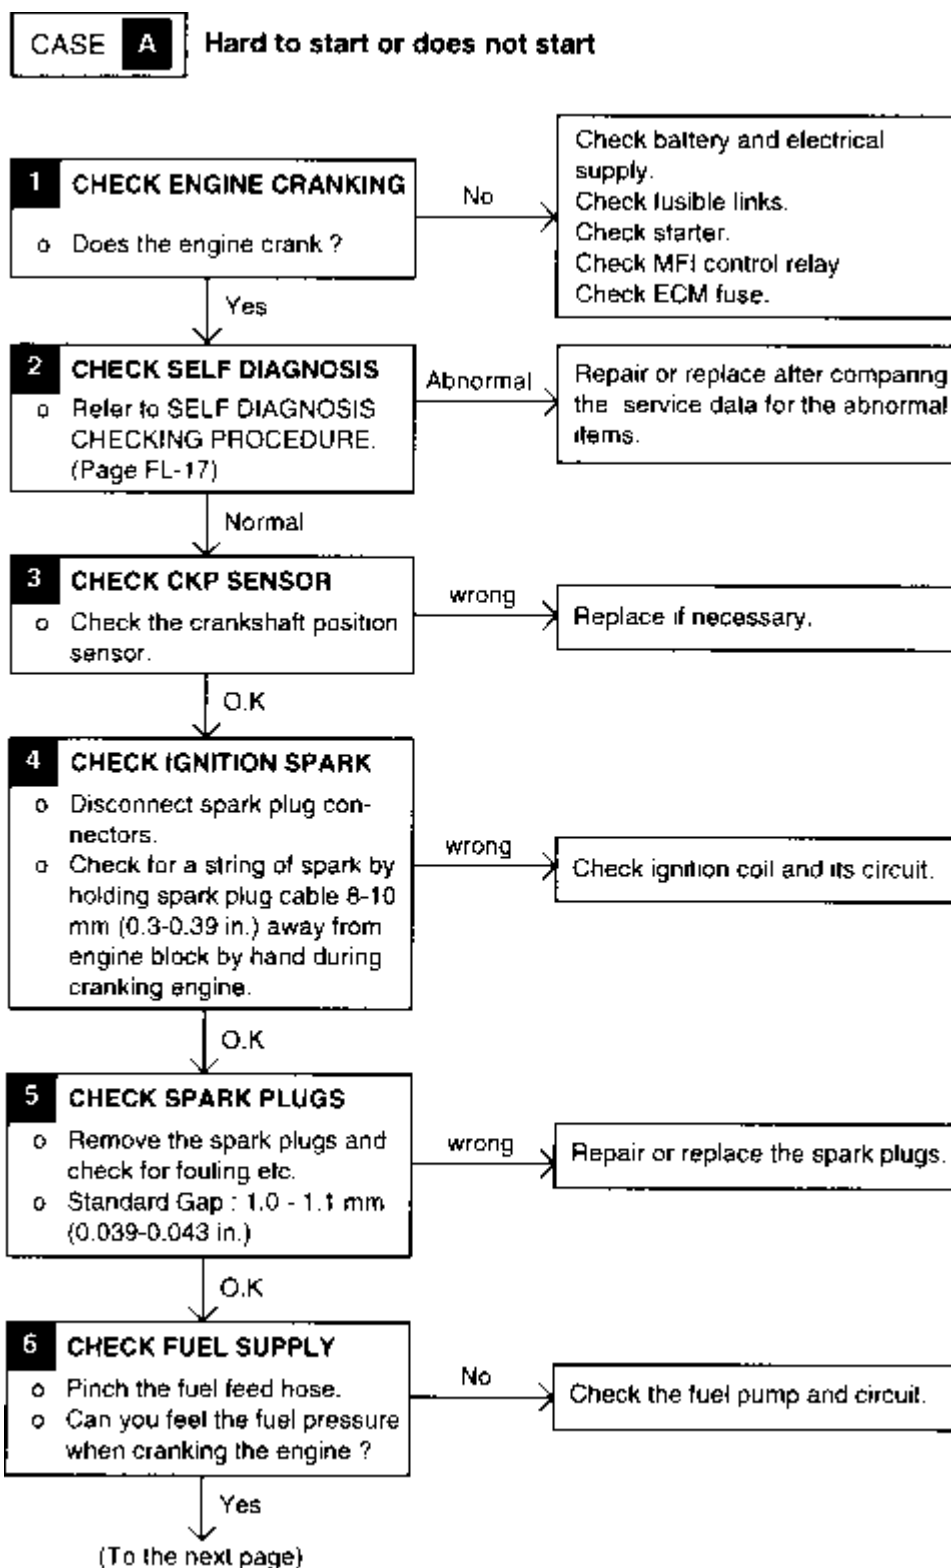 CASE A Hard to start or does not start
1 CHECK ENGINE CRANKING
o Does the engine crank ?
No
Check battery and electrical
supply.
Check fusible links.
Check starter.
Check MFI control relay
Check ECM fuse.
Yes
2 CHECK SELF DIAGNOSIS
o Refer to SELF DIAGNOSIS
CHECKING PROCEDURE.
(Page FL-17)
Abnormal
Repair or replace after comparing
the service data for the abnormal
items.
Normal
3 CHECK CKP SENSOR
o Check the crankshaft position
sensor.
wrong
Replace if necessary.
O.K
4 CHECK IGNITION SPARK
o Disconnect spark plug con-
nectors.
o Check for a string of spark by
holding spark plug cable 8-10
mm (0.3-0.39 in.) away from
engine block by hand during
cranking engine.
wrong
Check ignition coil and its circuit.
O.K
5 CHECK SPARK PLUGS
o Remove the spark plugs and
check for fouling etc.
o Standard Gap : 1.0 - 1.1 mm
(0.039-0.043 in.)
wrong
Repair or replace the spark plugs.
O.K
6 CHECK FUEL SUPPLY
o Pinch the fuel feed hose.
o Can you feel the fuel pressure
when cranking the engine ?
No
Check the fuel pump and circuit.
Yes
(To the next page)